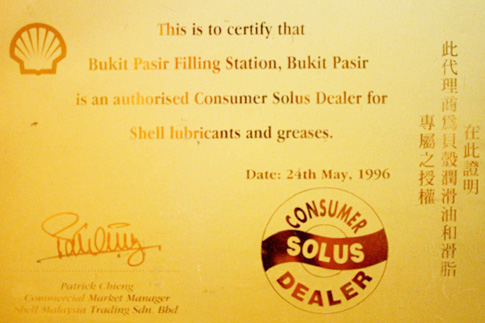 This is to certify that
Bukit Pasir Filling Station, Bukit Pasir
is an authorised Consumer Solus Dealer for
Shell lubricants and greases.
Date: 24th May, 1996
在此證明
此代理商爲貝殼潤滑油和滑脂
專屬之授權
CONSUMER
SOLUS
DEALER
Patrick Chieng
Commercial Market Manager
Shell Malaysia Trading Sdn. Bhd